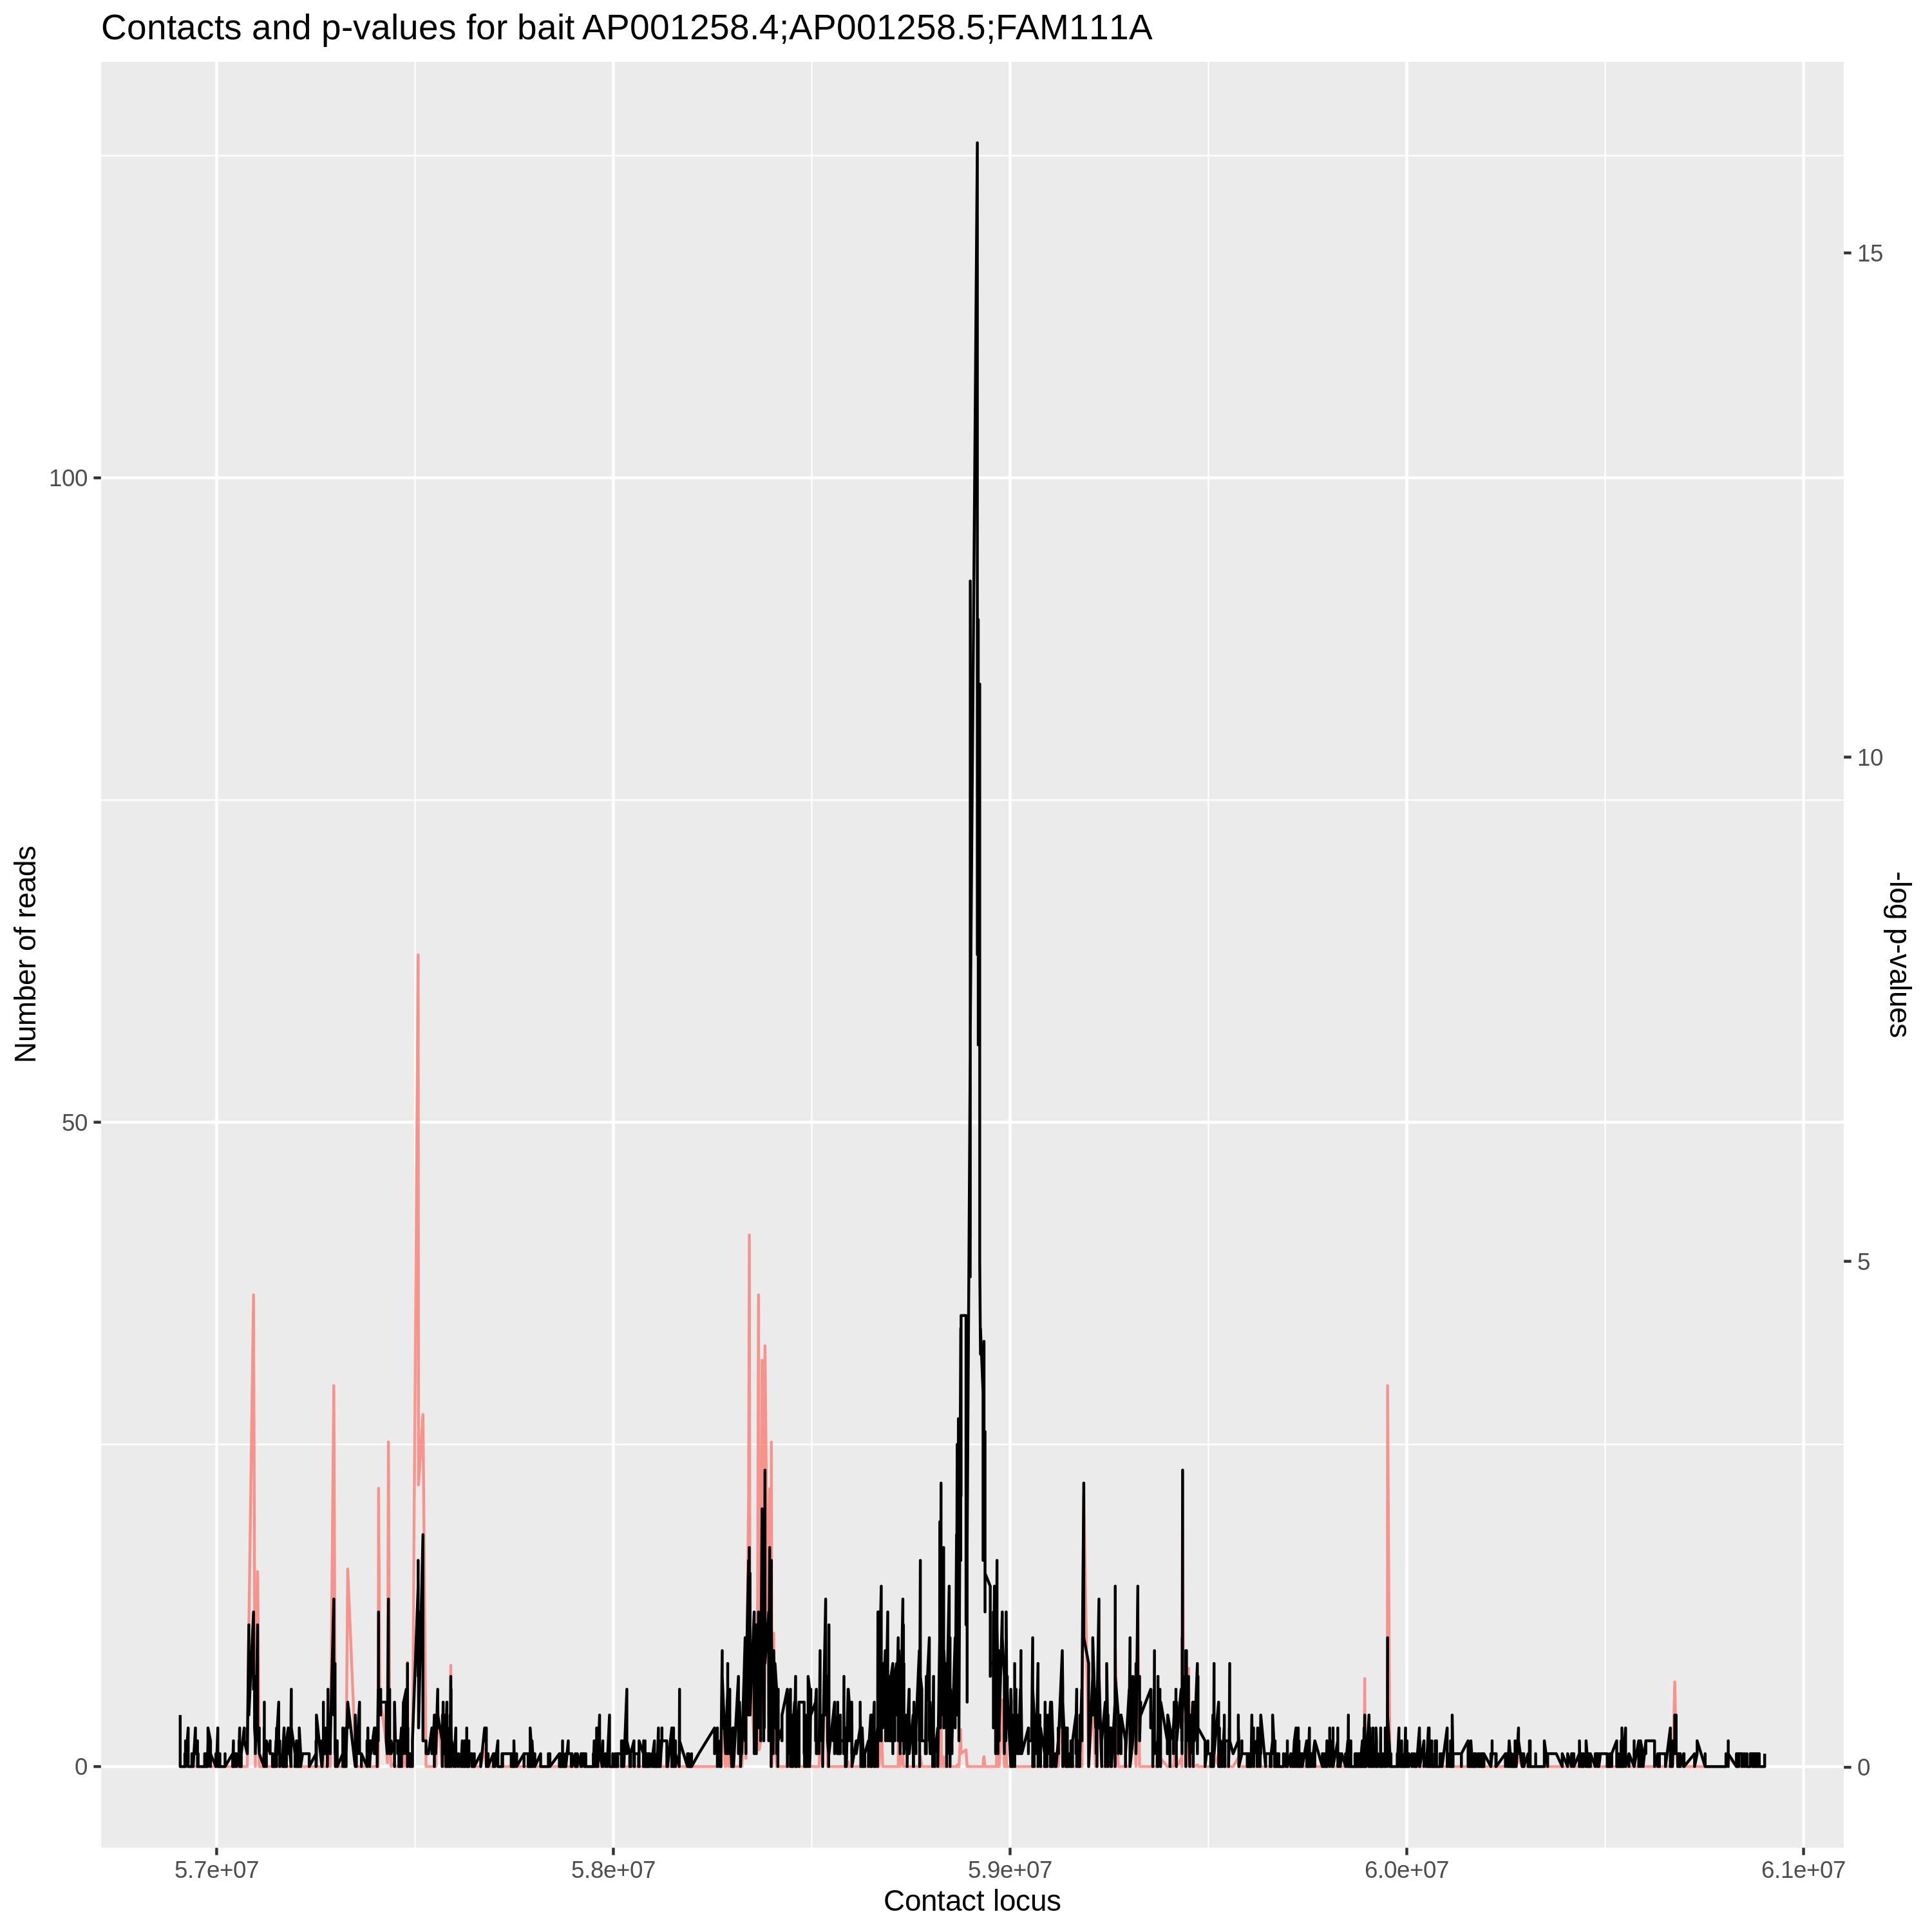 Contacts and p-values for bait AP001258.4;AP001258.5;FAM111A
15
100
10
Number of reads
-log p-values
50
5
0
0
5.7e+07
5.8e+07
5.9e+07
6.0e+07
6.1e+07
Contact locus